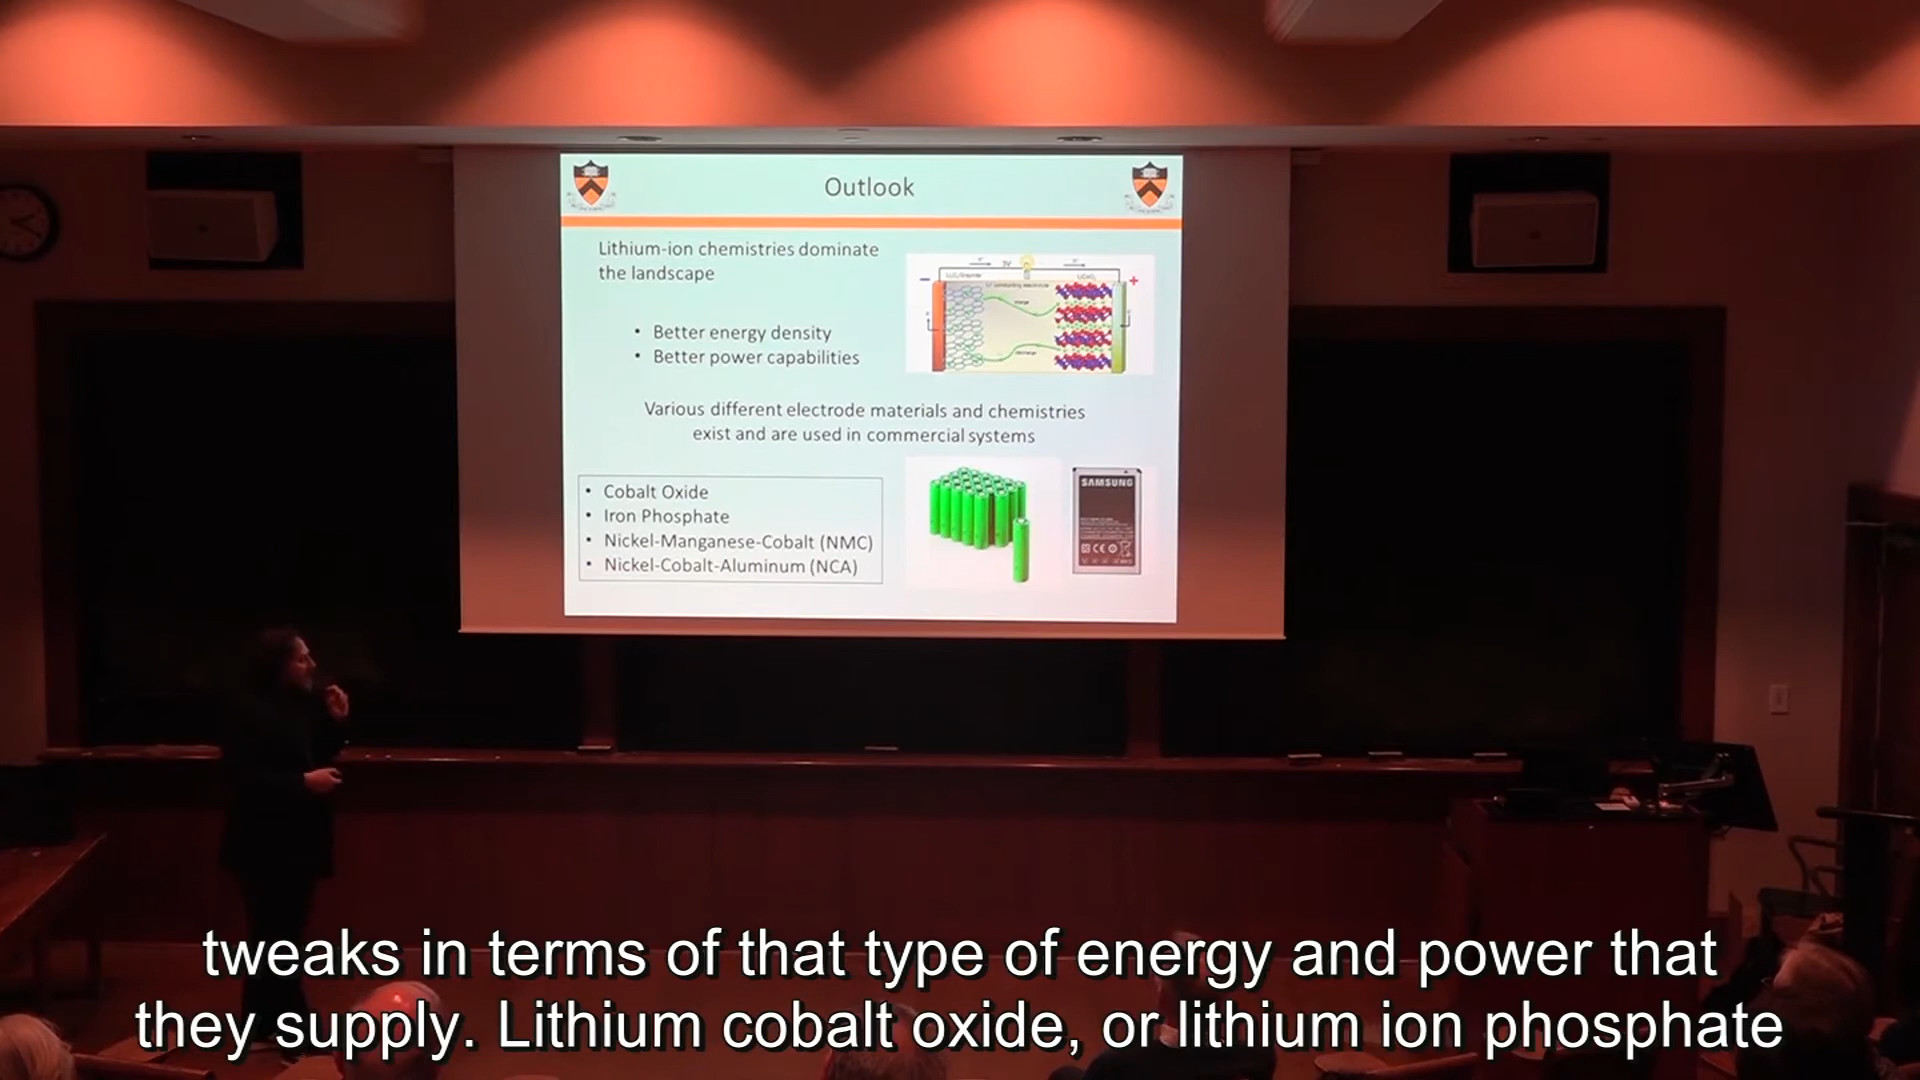 Outlook
Lithium-ion chemistries dominate
the landscape
• Better energy density
• Better power capabilities
3V
charge
discharge
Various different electrode materials and chemistries
exist and are used in commercial systems
• Cobalt Oxide
• Iron Phosphate
• Nickel-Manganese-Cobalt (NMC)
• Nickel-Cobalt-Aluminum (NCA)
SAMSUNG
tweaks in terms of that type of energy and power that
they supply. Lithium cobalt oxide, or lithium ion phosphate